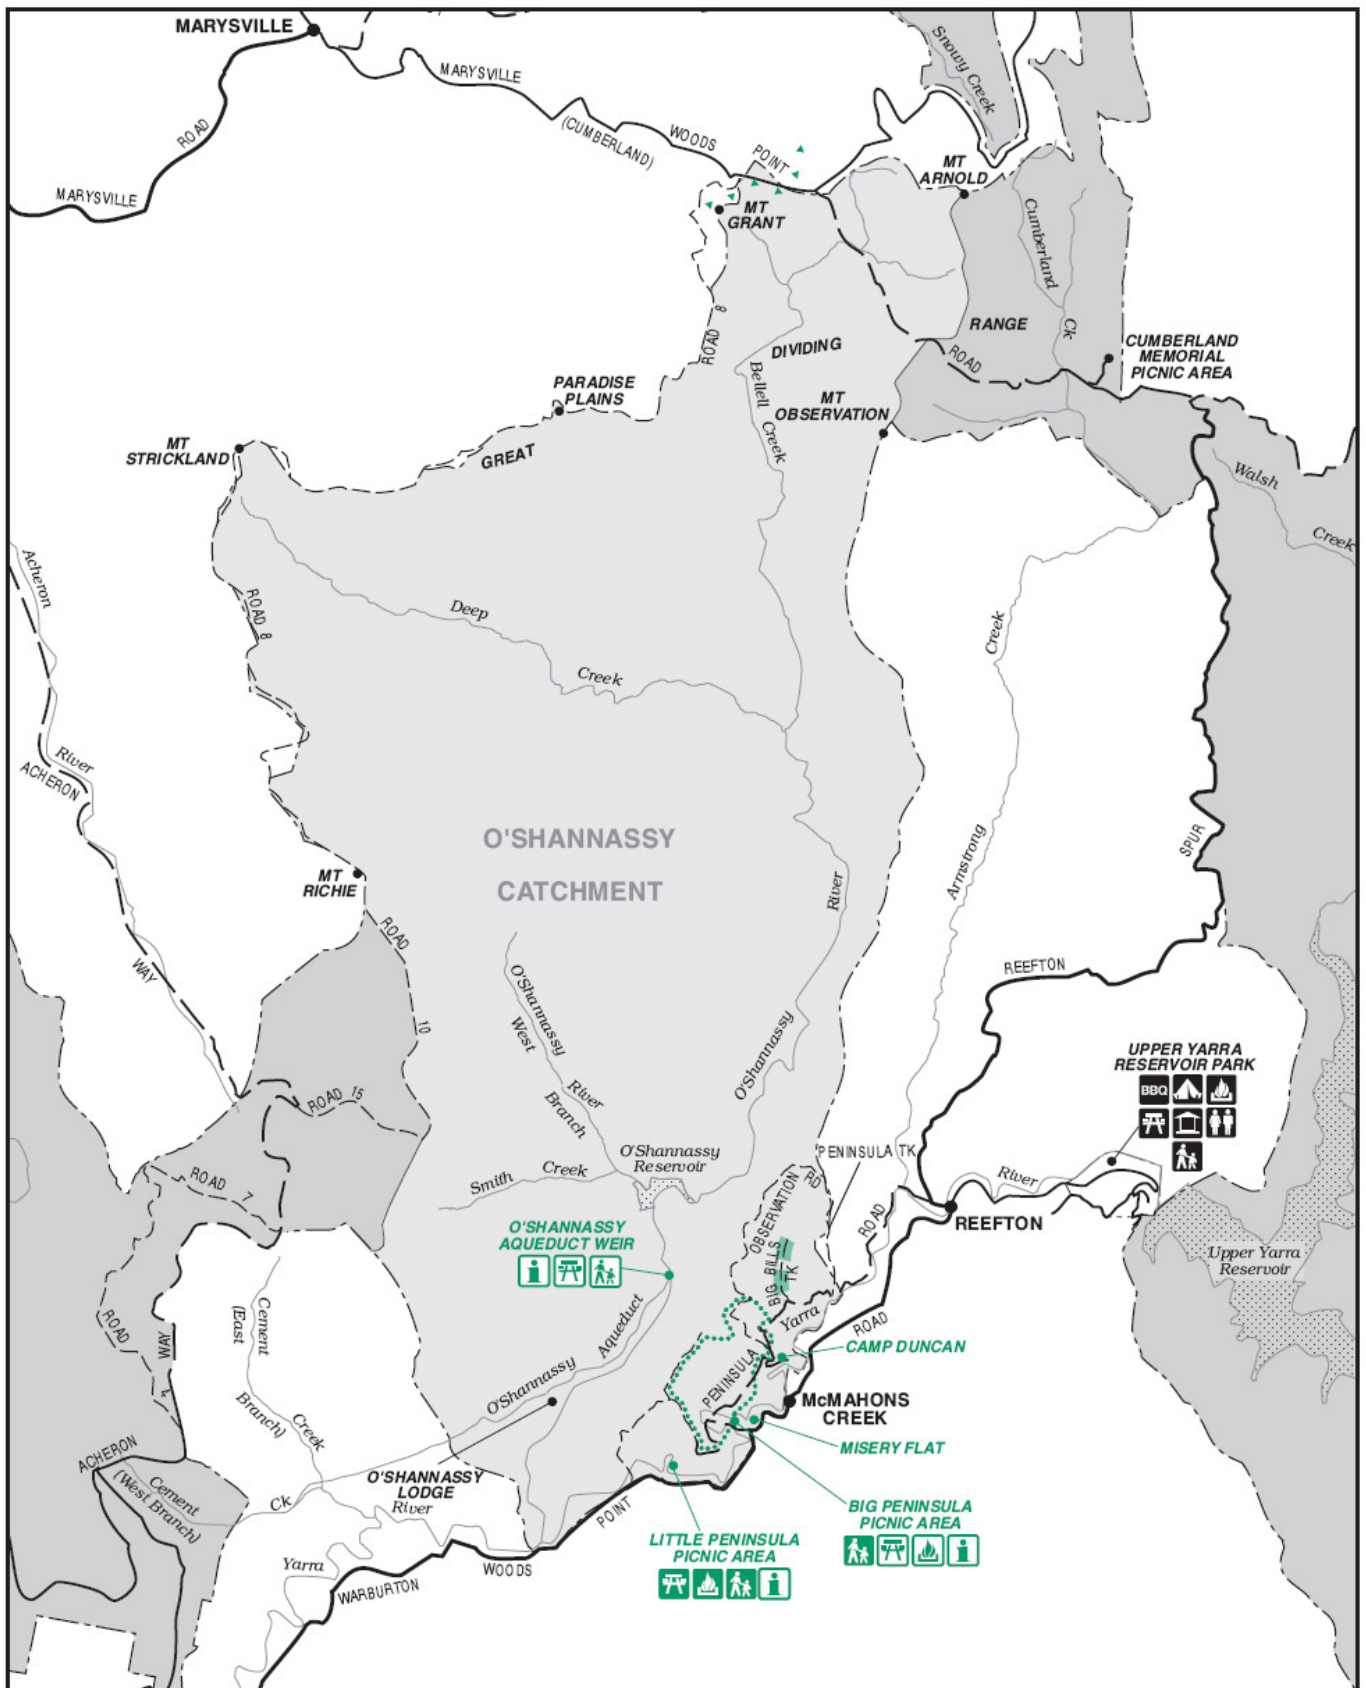 MARYSVILLE
MARYSVILLE
ROAD
MARYSVILLE
(CUMBERLAND)
WOODS
POINT
Snowy Creek
MT
ARNOLD
MT
GRANT
Cumberland
Ck
RANGE
ROAD
CUMBERLAND
MEMORIAL
PICNIC AREA
ROAD 8
DIVIDING
Bellell
Creek
MT
OBSERVATION
PARADISE
PLAINS
GREAT
MT
STRICKLAND
Walsh
Creek
Acheron
River
ACHERON
WAY
ROAD 8
Deep
Creek
Creek
Armstrong
SPUR
REEFTON
O'SHANNASSY
CATCHMENT
River
O'Shannassy
MT
RICHIE
ROAD
10
O'Shannassy
West
River
Branch
UPPER YARRA
RESERVOIR PARK
BBQ
ROAD 15
ROAD 7
O'Shannassy
Reservoir
Smith Creek
PENINSULA TK
River
REEFTON
ROAD
OBSERVATION
RD
BIG BILLS
TK
O'SHANNASSY
AQUEDUCT WEIR
i
Upper Yarra
Reservoir
Yarra
ROAD
CAMP DUNCAN
PENINSULA
McMAHONS
CREEK
MISERY FLAT
O'Shannassy Aqueduct
Cement
(East
Branch)
Creek
ROAD
4
WAY
ACHERON
Cement
(West Branch)
Ck
O'SHANNASSY
LODGE
River
POINT
BIG PENINSULA
PICNIC AREA
i
LITTLE PENINSULA
PICNIC AREA
i
Yarra
WOODS
WARBURTON